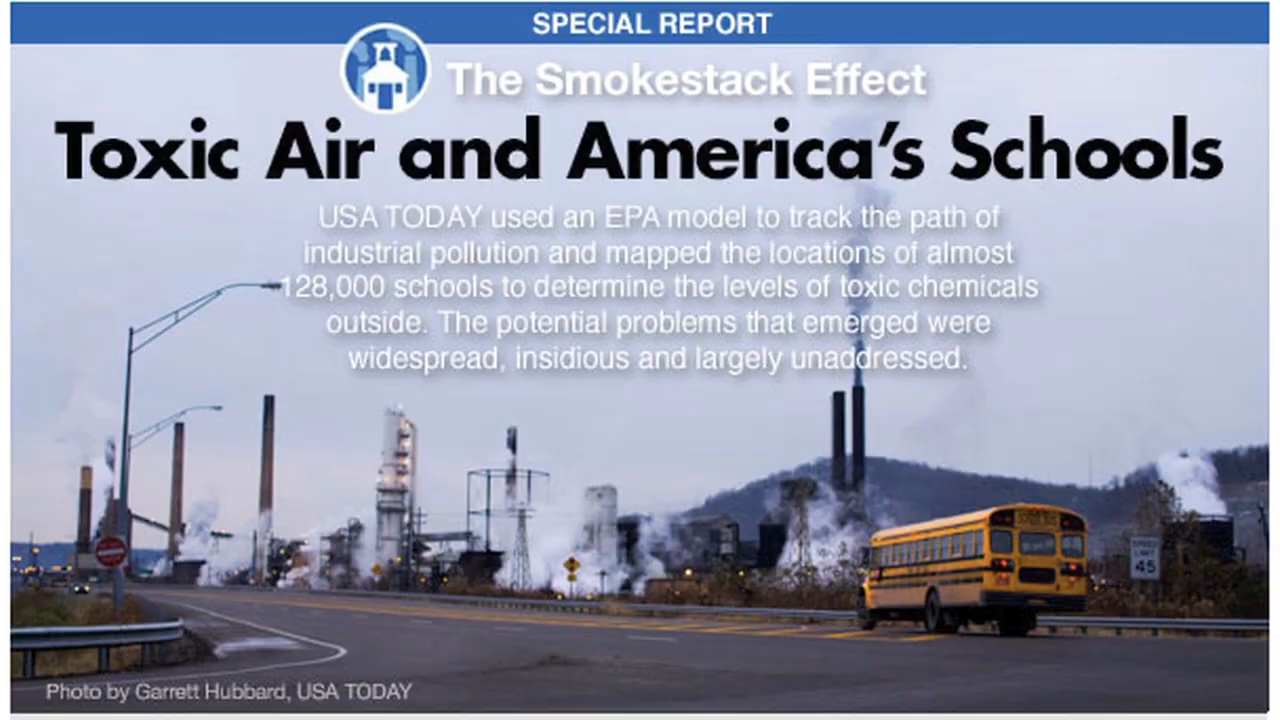 SPECIAL REPORT
The Smokestack Effect
Toxic Air and America's Schools
USA TODAY used an EPA model to track the path of
industrial pollution and mapped the locations of almost
128,000 schools to determine the levels of toxic chemicals
outside. The potential problems that emerged were
widespread, insidious and largely unaddressed.
SPEED
LIMIT
45
Photo by Garrett Hubbard, USA TODAY